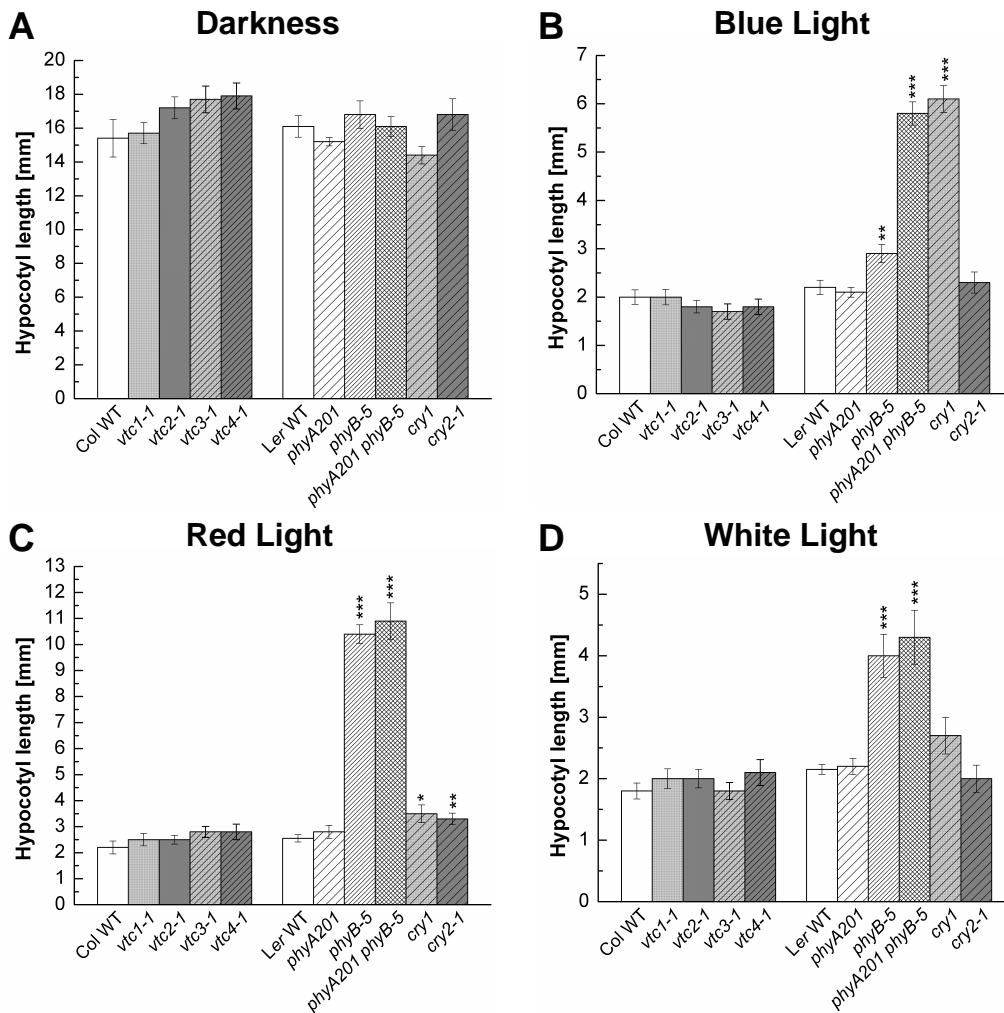 A
Darkness
Hypocotyl length [mm]
20
18
16
14
12
10
8
6
4
2
0
Col WT
vtc1-1
vtc2-1
vtc3-1
vtc4-1
Ler WT
phyA201
phyB-5
phyA201 phyB-5
cry1
cry2-1
B
Blue Light
Hypocotyl length [mm]
7
6
5
4
3
2
1
0
**
***
***
Col WT
vtc1-1
vtc2-1
vtc3-1
vtc4-1
Ler WT
phyA201
phyB-5
phyA201 phyB-5
cry1
cry2-1
C
Red Light
Hypocotyl length [mm]
13
12
11
10
9
8
7
6
5
4
3
2
1
0
***
***
*
**
Col WT
vtc1-1
vtc2-1
vtc3-1
vtc4-1
Ler WT
phyA201
phyB-5
phyA201 phyB-5
cry1
cry2-1
D
White Light
Hypocotyl length [mm]
5
4
3
2
1
0
***
***
Col WT
vtc1-1
vtc2-1
vtc3-1
vtc4-1
Ler WT
phyA201
phyB-5
phyA201 phyB-5
cry1
cry2-1